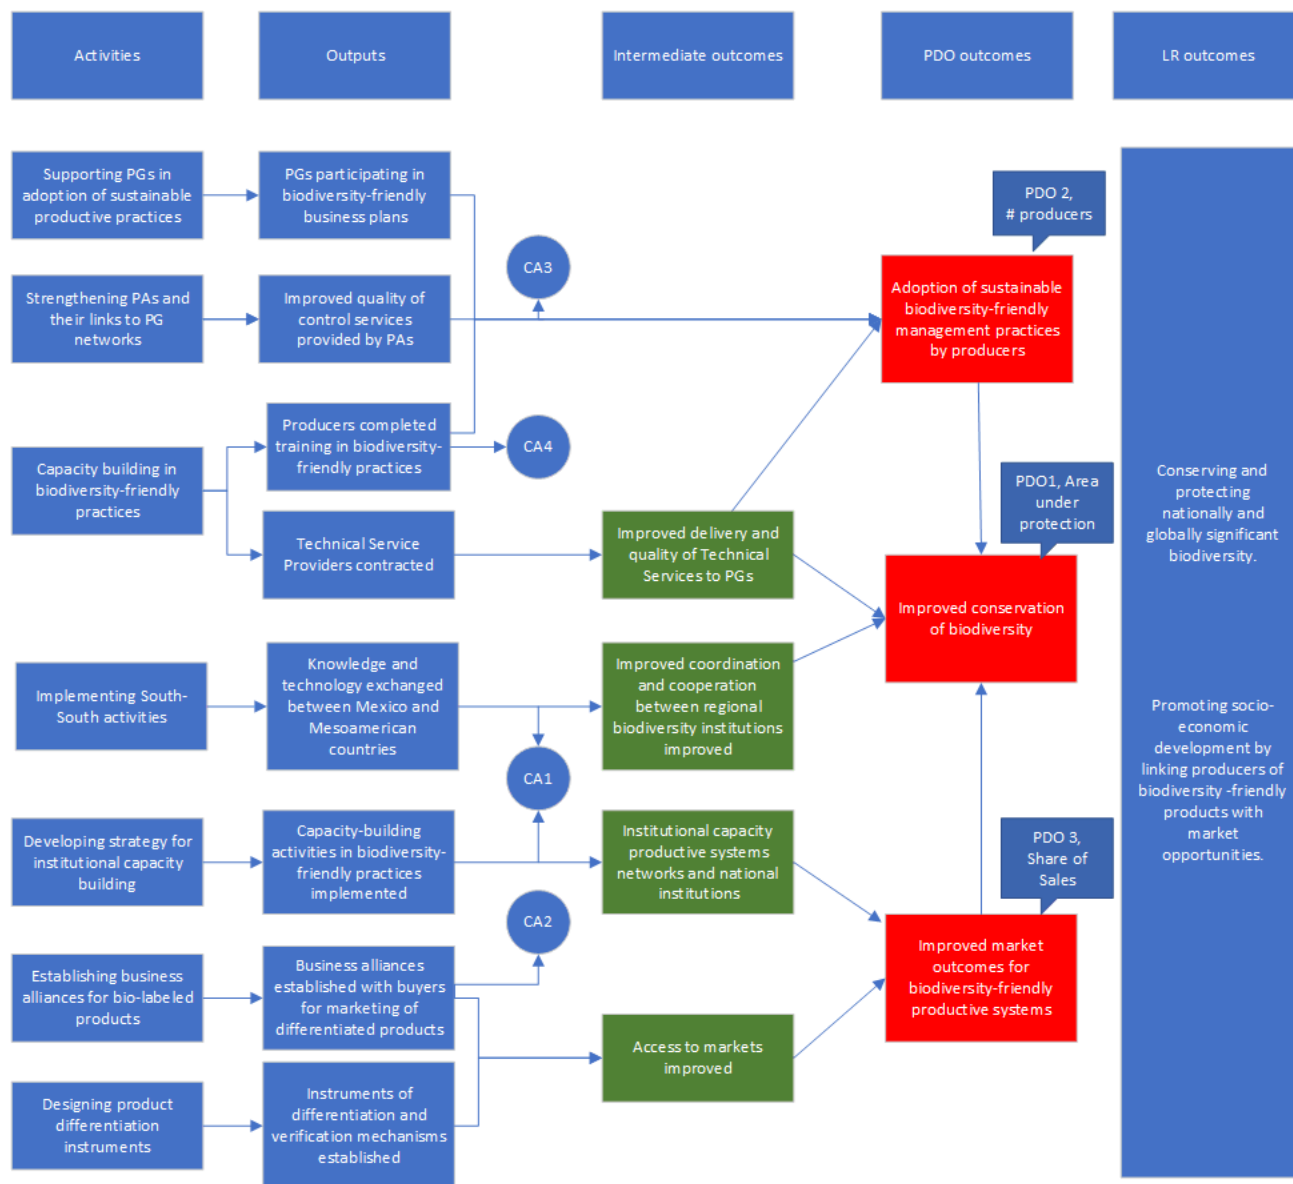 Activities
Outputs
Intermediate outcomes
PDO outcomes
LR outcomes
Supporting PGs in
adoption of sustainable
productive practices
PGs participating in
biodiversity-friendly
business plans
PDO 2,
# producers
CA3
Strengthening PAs and
their links to PG
networks
Improved quality of
control services
provided by PAs
Adoption of sustainable
biodiversity-friendly
management practices
by producers
Capacity building in
biodiversity-friendly
practices
Producers completed
training in biodiversity-
friendly practices
CA4
Technical Service
Providers contracted
Improved delivery and
quality of Technical
Services to PGs
PDO1, Area
under
protection
Improved conservation
of biodiversity
Conserving and
protecting
nationally and
globally significant
biodiversity.
Promoting socio-
economic
development by
linking producers of
biodiversity -friendly
products with
market
opportunities.
Implementing South-
South activities
Knowledge and
technology exchanged
between Mexico and
Mesoamerican
countries
Improved coordination
and cooperation
between regional
biodiversity institutions
improved
CA1
Developing strategy for
institutional capacity
building
Capacity-building
activities in biodiversity-
friendly practices
implemented
Institutional capacity
productive systems
networks and national
institutions
PDO 3,
Share of
Sales
CA2
Establishing business
alliances for bio-labeled
products
Business alliances
established with buyers
for marketing of
differentiated products
Improved market
outcomes for
biodiversity-friendly
productive systems
Access to markets
improved
Designing product
differentiation
instruments
Instruments of
differentiation and
verification mechanisms
established